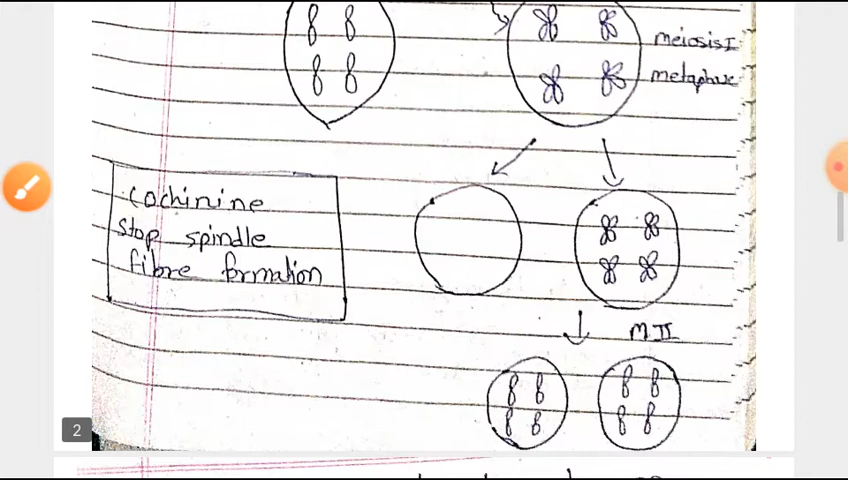 meiosis I
metaphase
cochinine
stop spindle
fibre formation
M II
2